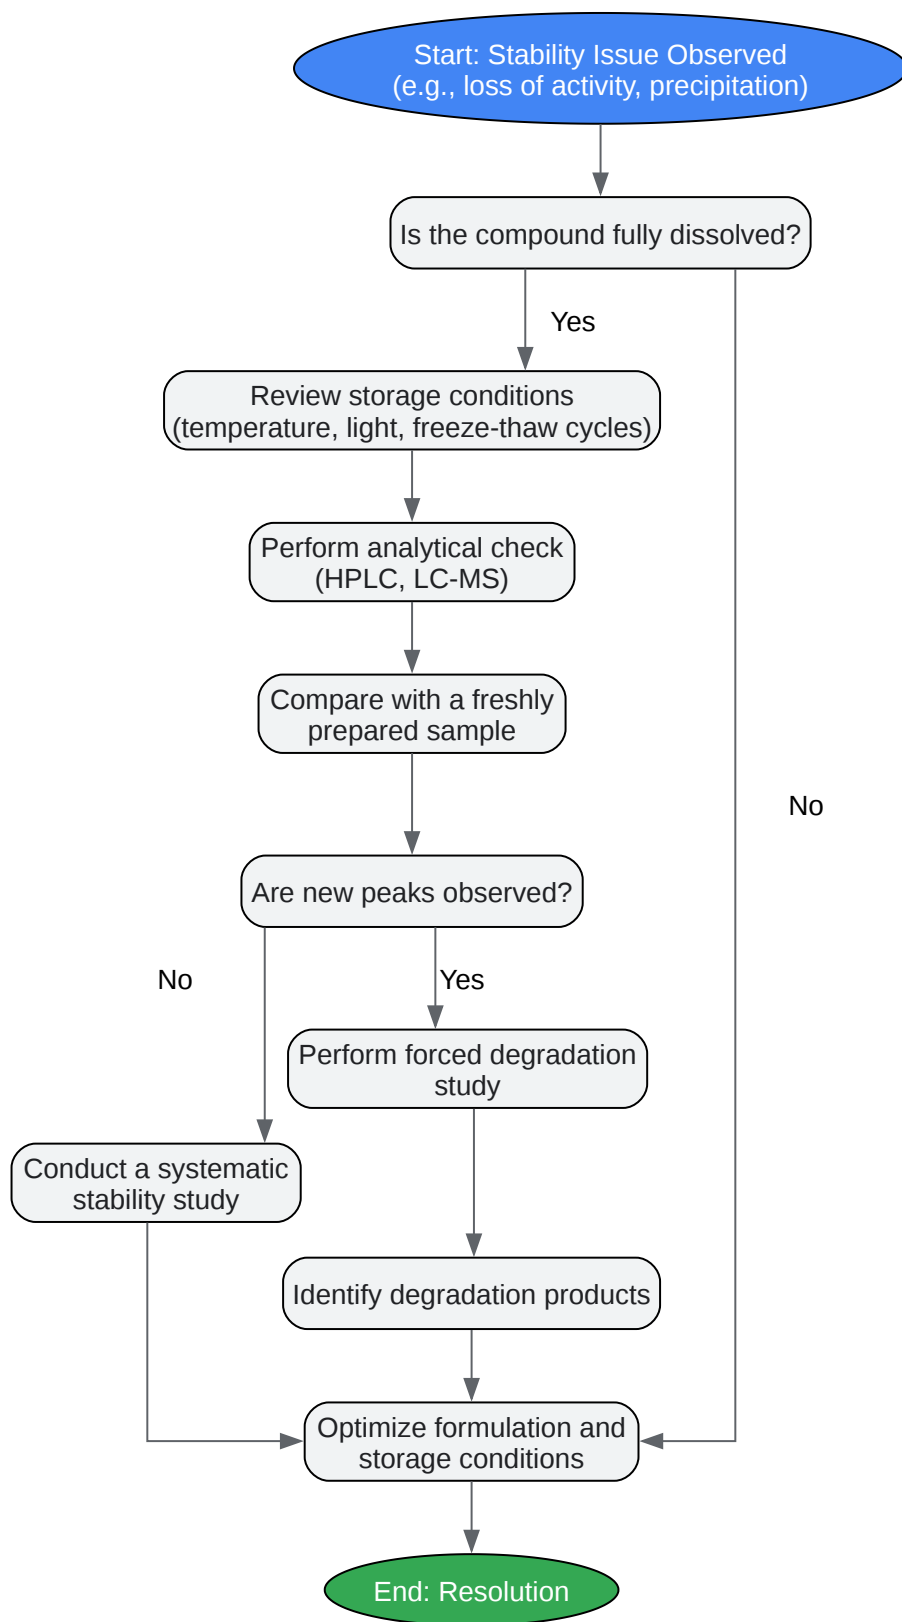 Start: Stability Issue Observed
(e.g., loss of activity, precipitation)
Is the compound fully dissolved?
Yes
Review storage conditions
(temperature, light, freeze-thaw cycles)
Perform analytical check
(HPLC, LC-MS)
Compare with a freshly
prepared sample
No
Are new peaks observed?
No
Yes
Perform forced degradation
study
Conduct a systematic
stability study
Identify degradation products
Optimize formulation and
storage conditions
End: Resolution